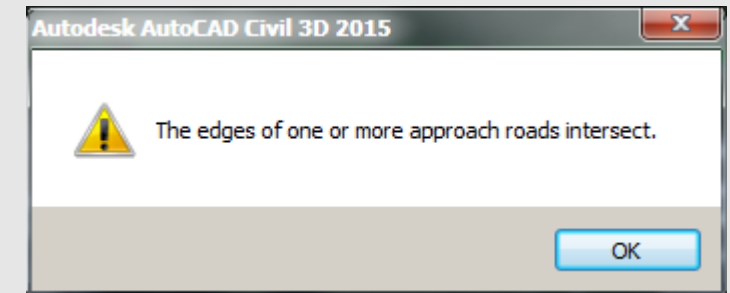 Autodesk AutoCAD Civil 3D 2015
The edges of one or more approach roads intersect.
OK